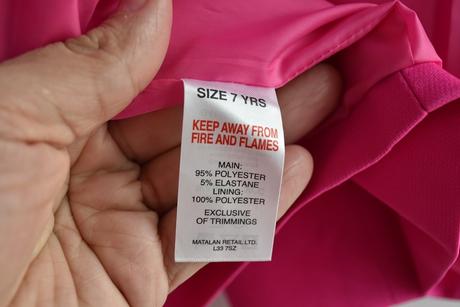 SIZE 7 YRS
KEEP AWAY FROM
FIRE AND FLAMES
MAIN:
95% POLYESTER
5% ELASTANE
LINING:
100% POLYESTER
EXCLUSIVE
OF TRIMMINGS
MATALAN RETAIL LTD.
L33 7SZ